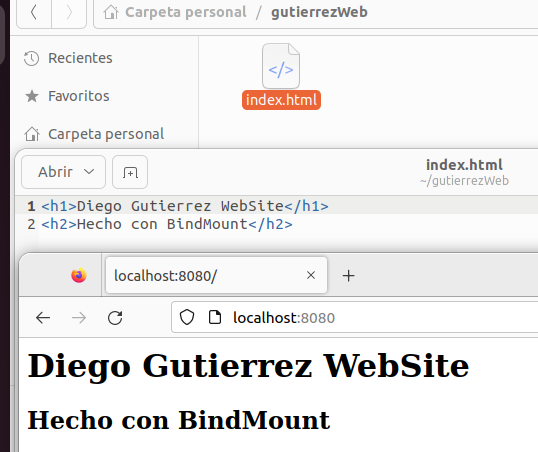 Carpeta personal / gutierrezWeb
Recientes
Favoritos
Carpeta personal
</>
index.html
Abrir
index.html
~/gutierrezWeb
1 <h1>Diego Gutierrez WebSite</h1>
2 <h2>Hecho con BindMount</h2>
localhost:8080/
localhost:8080
Diego Gutierrez WebSite
Hecho con BindMount